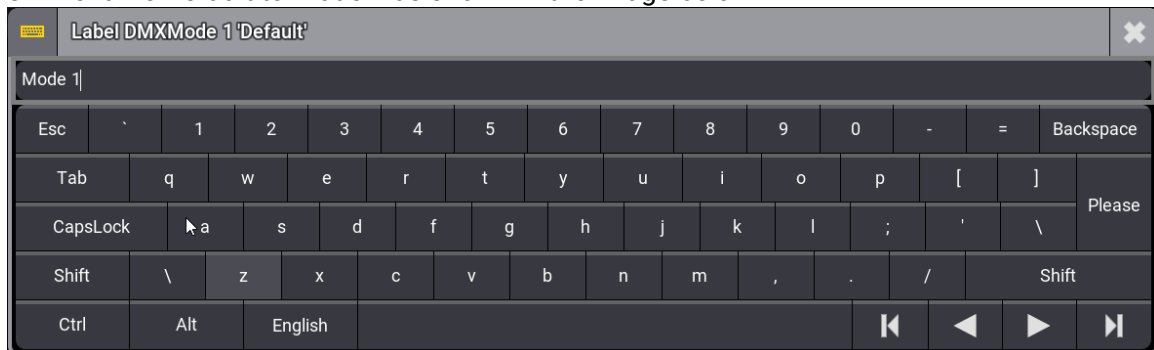 Label DMXMode 1 'Default'
Mode 1
Esc ` 1 2 3 4 5 6 7 8 9 0 - = Backspace
Tab q w e r t y u i o p [ ]
Please
CapsLock a s d f g h j k l ; ' \
Shift \ z x c v b n m , . / Shift
Ctrl Alt English